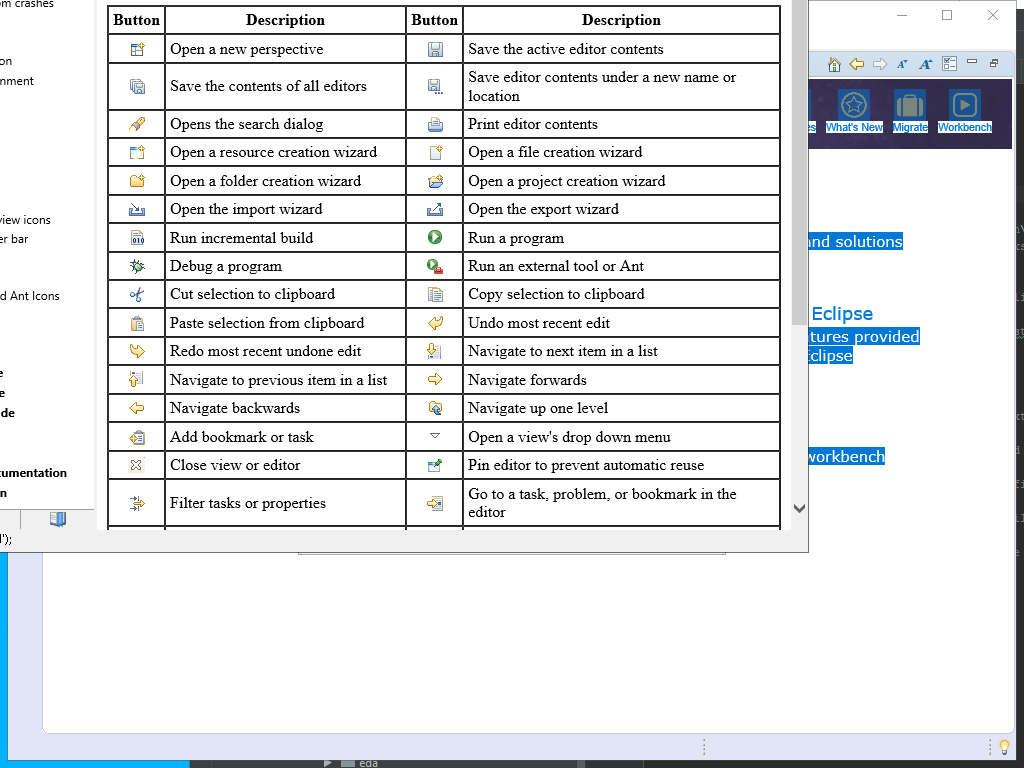 om crashes
on
nment
view icons
er bar
d Ant Icons
e
e
de
umentation
n
l');
Button Description Button Description
Open a new perspective Save the active editor contents
Save the contents of all editors Save editor contents under a new name or
location
Opens the search dialog Print editor contents
Open a resource creation wizard Open a file creation wizard
Open a folder creation wizard Open a project creation wizard
Open the import wizard Open the export wizard
Run incremental build Run a program
Debug a program Run an external tool or Ant
Cut selection to clipboard Copy selection to clipboard
Paste selection from clipboard Undo most recent edit
Redo most recent undone edit Navigate to next item in a list
Navigate to previous item in a list Navigate forwards
Navigate backwards Navigate up one level
Add bookmark or task Open a view's drop down menu
Close view or editor Pin editor to prevent automatic reuse
Filter tasks or properties Go to a task, problem, or bookmark in the
editor
es What's New Migrate Workbench
nd solutions
Eclipse
tures provided
clipse
workbench
eda